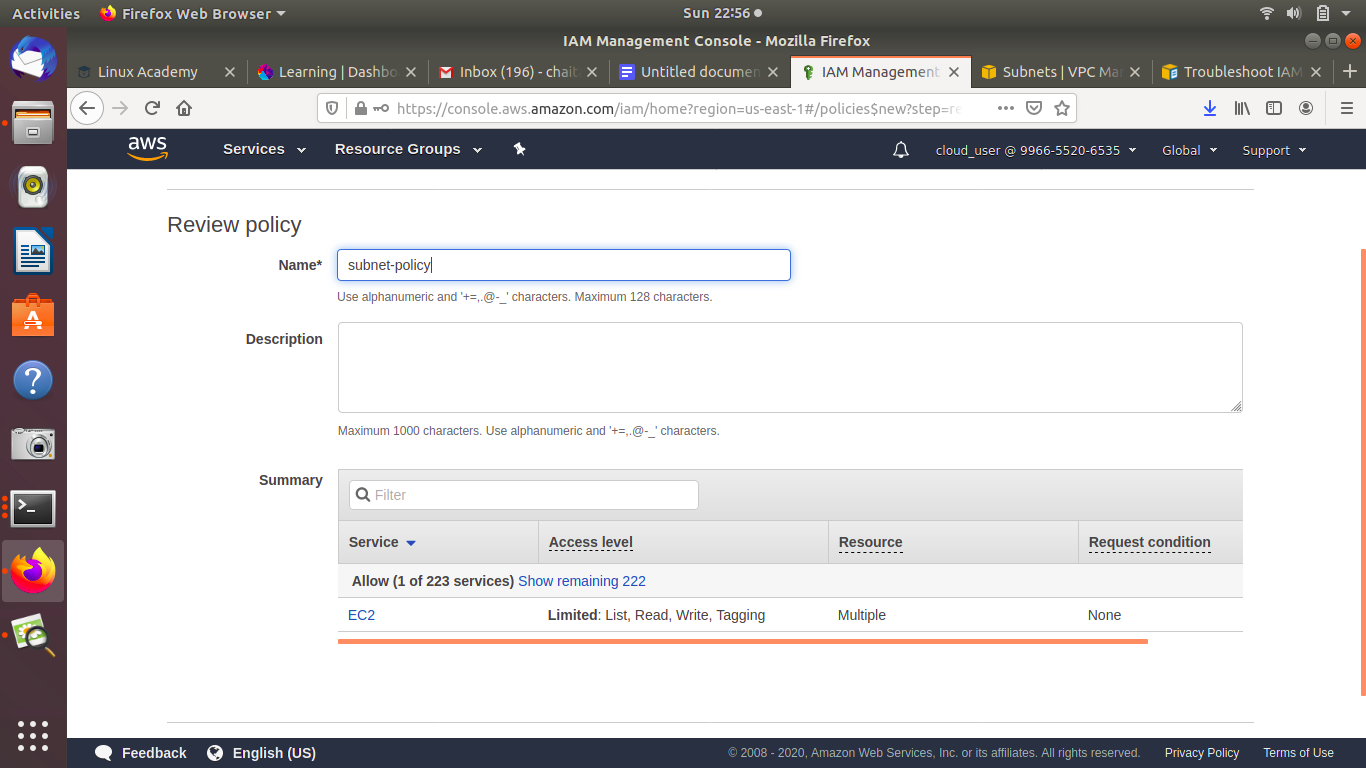 Activities Firefox Web Browser Sun 22:56
IAM Management Console - Mozilla Firefox
Linux Academy Learning | Dashbo Inbox (196) - chait Untitled documen IAM Management Subnets | VPC Ma Troubleshoot IAM
https://console.aws.amazon.com/iam/home?region=us-east-1#/policies$new?step=re
aws Services Resource Groups cloud_user @ 9966-5520-6535 Global Support
Review policy
Name* subnet-policy
Use alphanumeric and '+=,.@-_' characters. Maximum 128 characters.
Description
Maximum 1000 characters. Use alphanumeric and '+=,.@-_' characters.
Summary Filter
Service Access level Resource Request condition
Allow (1 of 223 services) Show remaining 222
EC2 Limited: List, Read, Write, Tagging Multiple None
Feedback English (US) © 2008 - 2020, Amazon Web Services, Inc. or its affiliates. All rights reserved. Privacy Policy Terms of Use